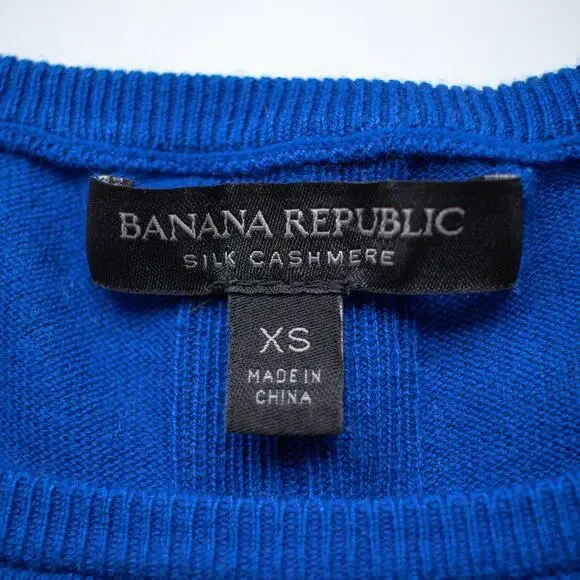 BANANA REPUBLIC
SILK CASHMERE
XS
MADE IN
CHINA